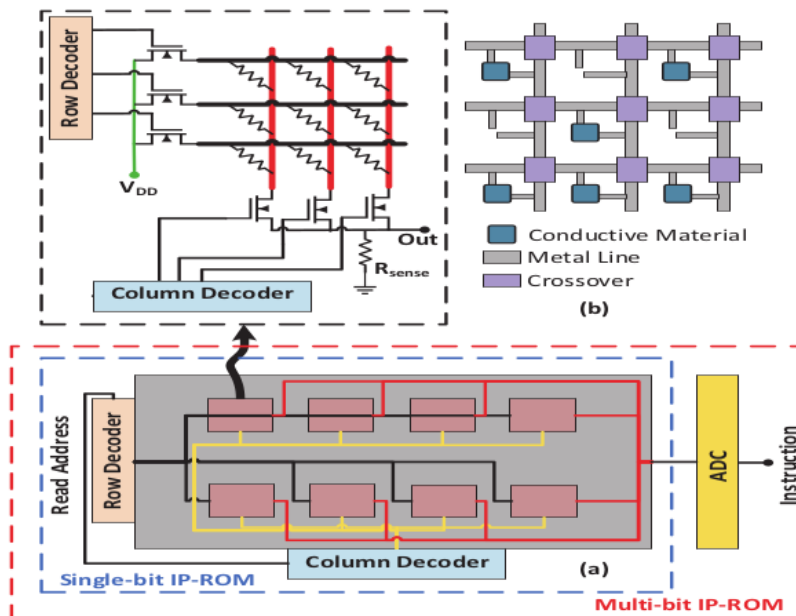 Row Decoder
VDD
Out
Rsense
Column Decoder
Conductive Material
Metal Line
Crossover
(b)
Read Address
Row Decoder
ADC
Instruction
Column Decoder
(a)
Single-bit IP-ROM
Multi-bit IP-ROM